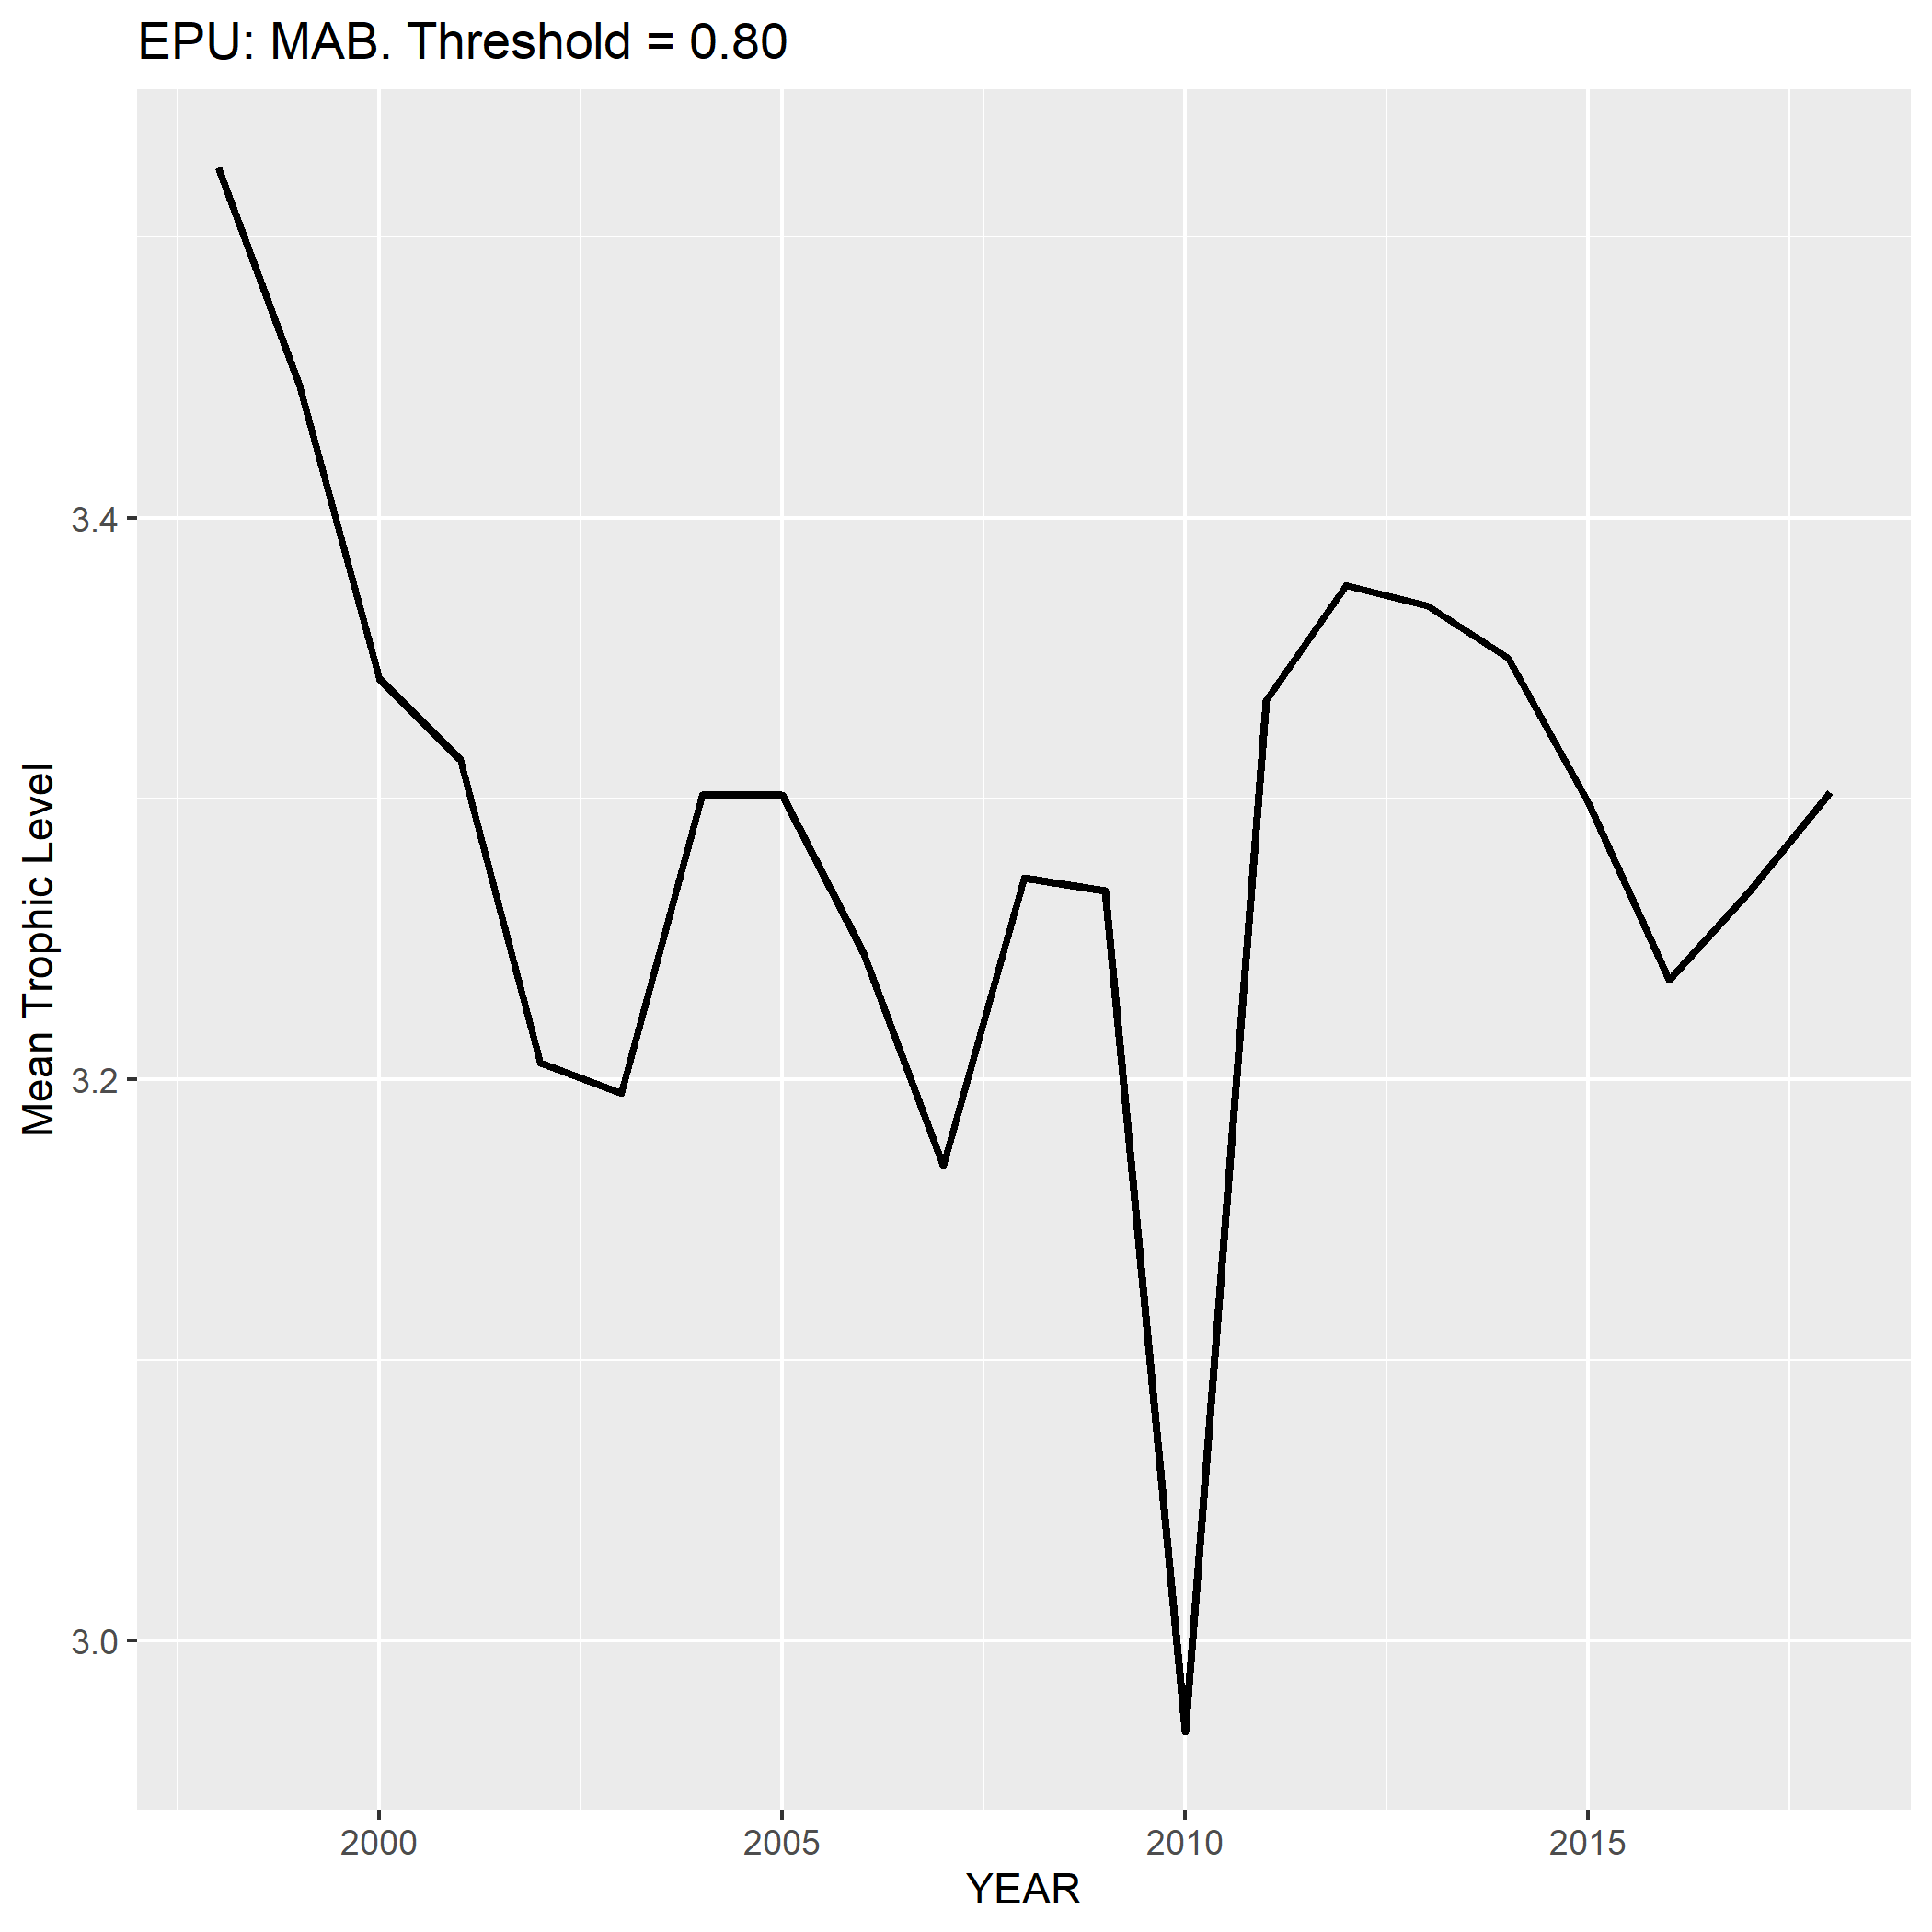 EPU: MAB. Threshold = 0.80
Mean Trophic Level
3.4
3.2
3.0
2000 2005 2010 2015
YEAR